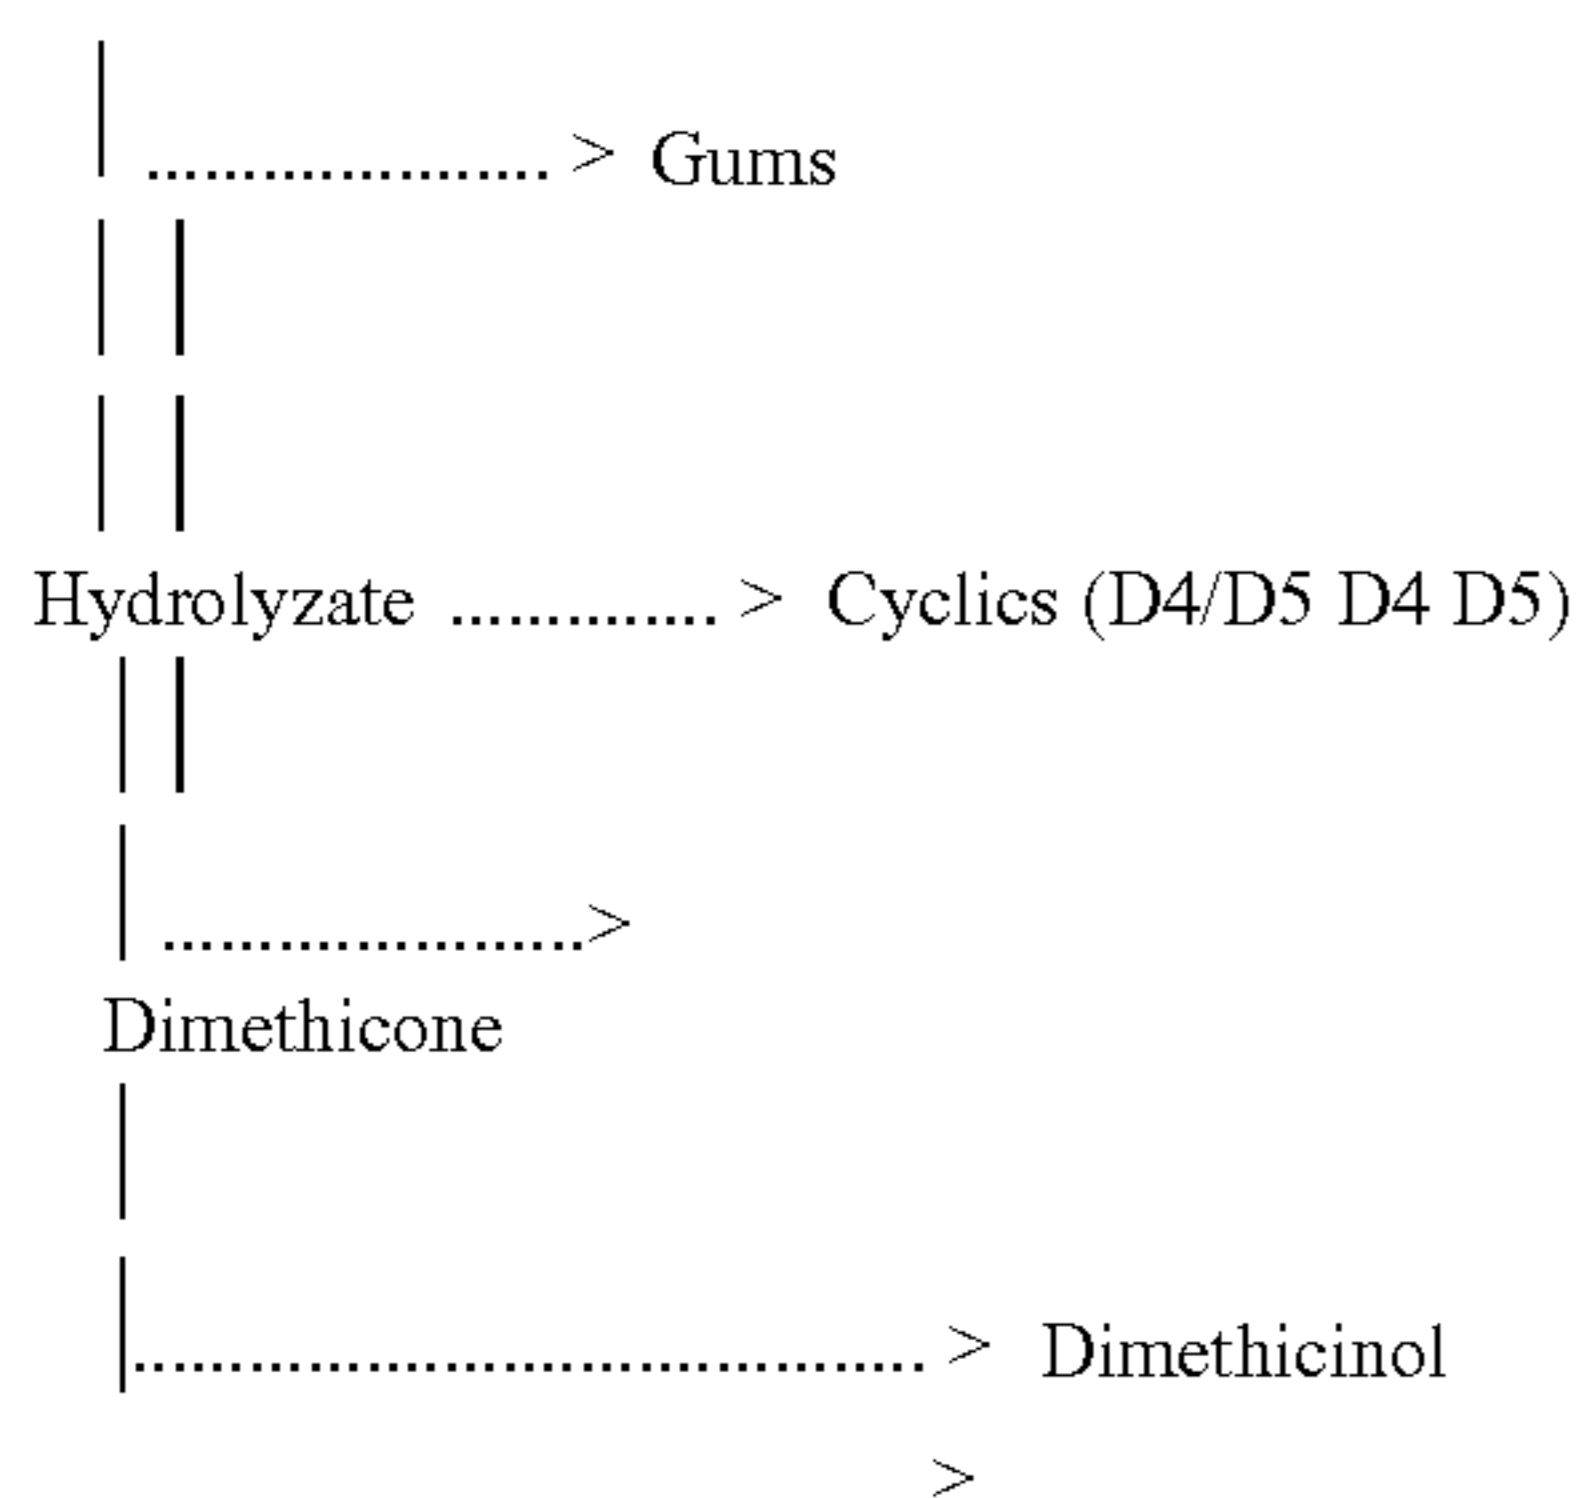 > Gums
Hydrolyzate .............. > Cyclics (D4/D5 D4 D5)
>
Dimethicone
> Dimethicinol
>